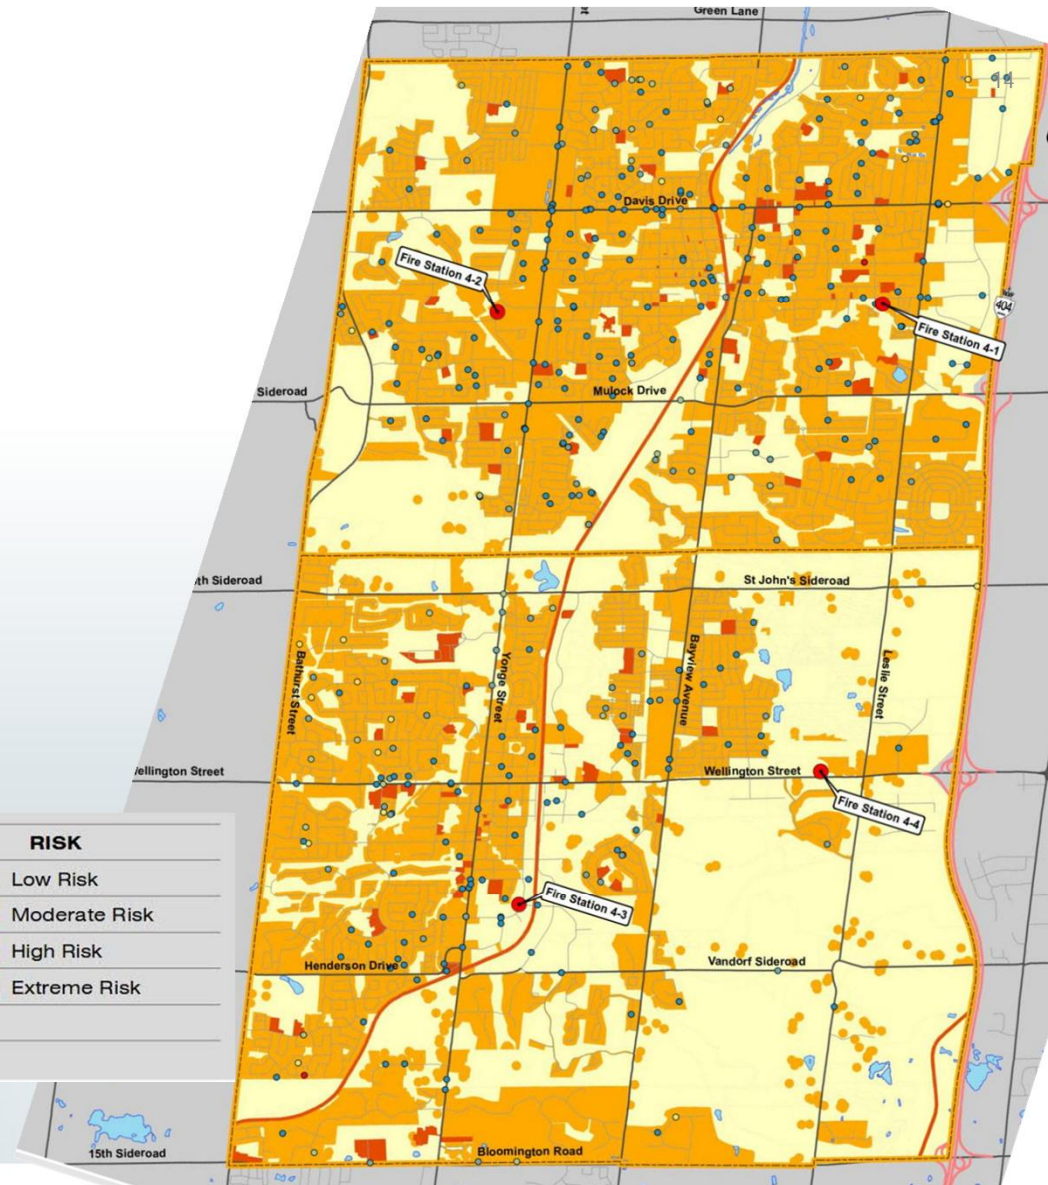 Green Lane
14
Davis Drive
Fire Station 4-2
404
Fire Station 4-1
Sideroad
Mulock Drive
th Sideroad
St John's Sideroad
Bathurst Street
Yonge Street
Bayview Avenue
Leslie Street
Wellington Street
Wellington Street
Fire Station 4-4
RISK
Low Risk
Moderate Risk
High Risk
Extreme Risk
Fire Station 4-3
Henderson Drive
Vandorf Sideroad
15th Sideroad
Bloomington Road